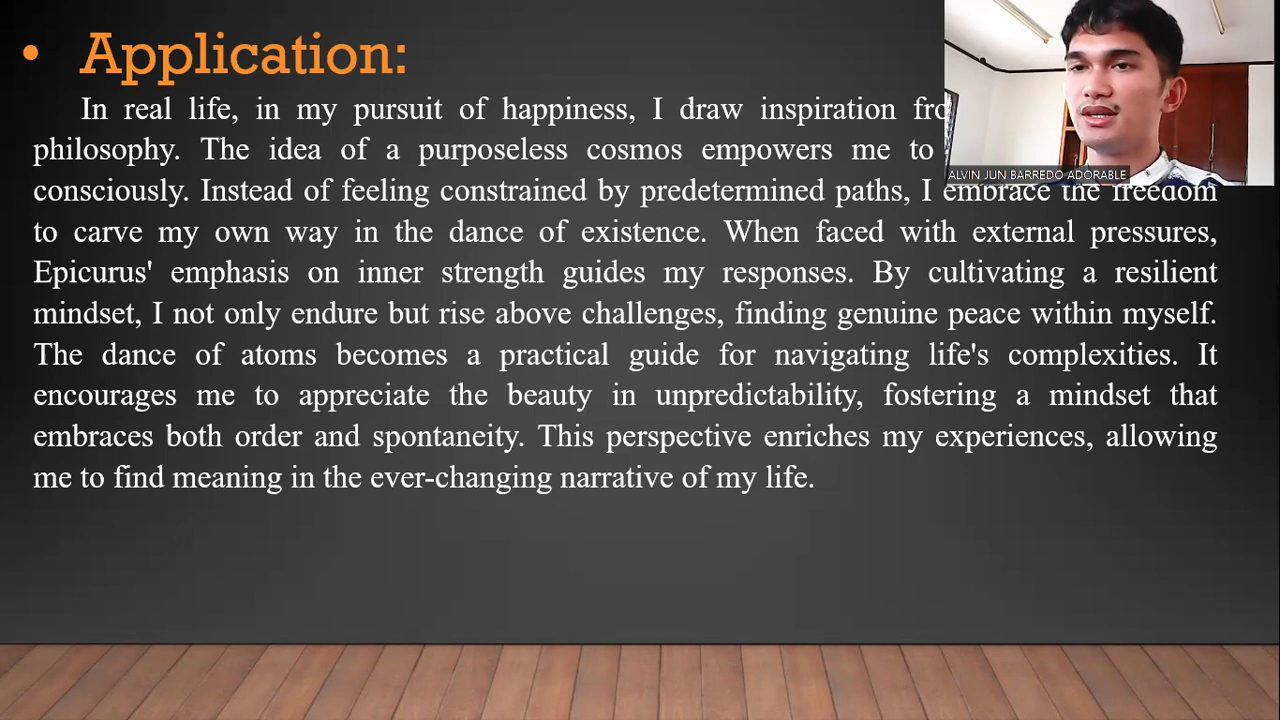 • Application:
In real life, in my pursuit of happiness, I draw inspiration
philosophy. The idea of a purposeless cosmos empowers me to
consciously. Instead of feeling constrained by predetermined paths, I embrace the freedom
to carve my own way in the dance of existence. When faced with external pressures,
Epicurus' emphasis on inner strength guides my responses. By cultivating a resilient
mindset, I not only endure but rise above challenges, finding genuine peace within myself.
The dance of atoms becomes a practical guide for navigating life's complexities. It
encourages me to appreciate the beauty in unpredictability, fostering a mindset that
embraces both order and spontaneity. This perspective enriches my experiences, allowing
me to find meaning in the ever-changing narrative of my life.
ALVIN JUN BARREDO ADORABLE